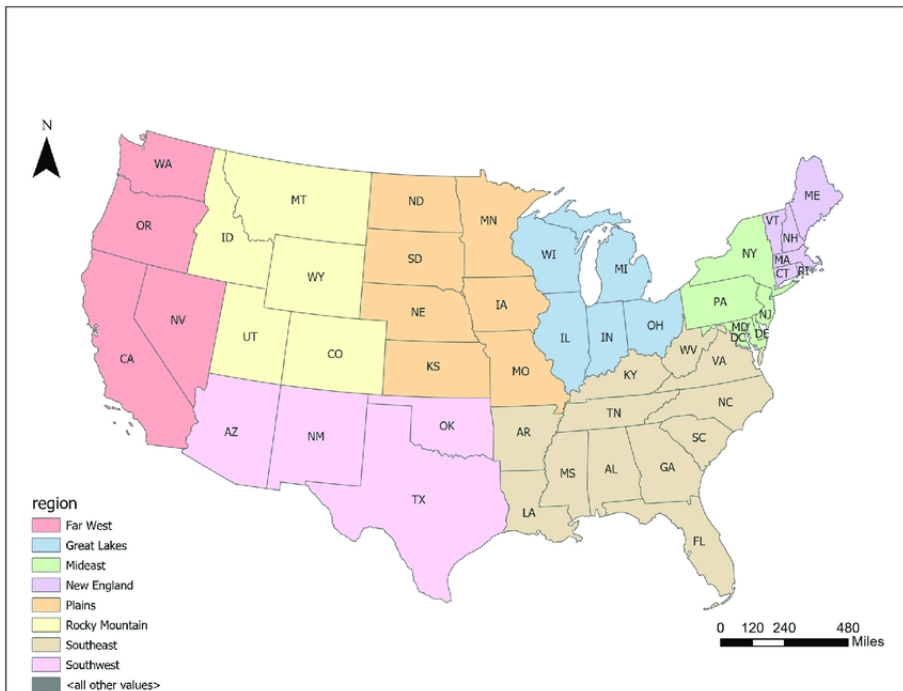 N
WA
MT
ND
MN
ME
VT
NH
OR
ID
WI
NY
MA
CT
RI
SD
MI
WY
PA
NJ
IA
NE
MD
DE
DC
NV
UT
CO
IL
IN
OH
WV
VA
CA
KS
MO
KY
NC
TN
AZ
NM
OK
AR
SC
MS
AL
GA
TX
LA
FL
region
Far West
Great Lakes
Mideast
New England
Plains
Rocky Mountain
Southeast
Southwest
<all other values>
0 120 240 480
Miles